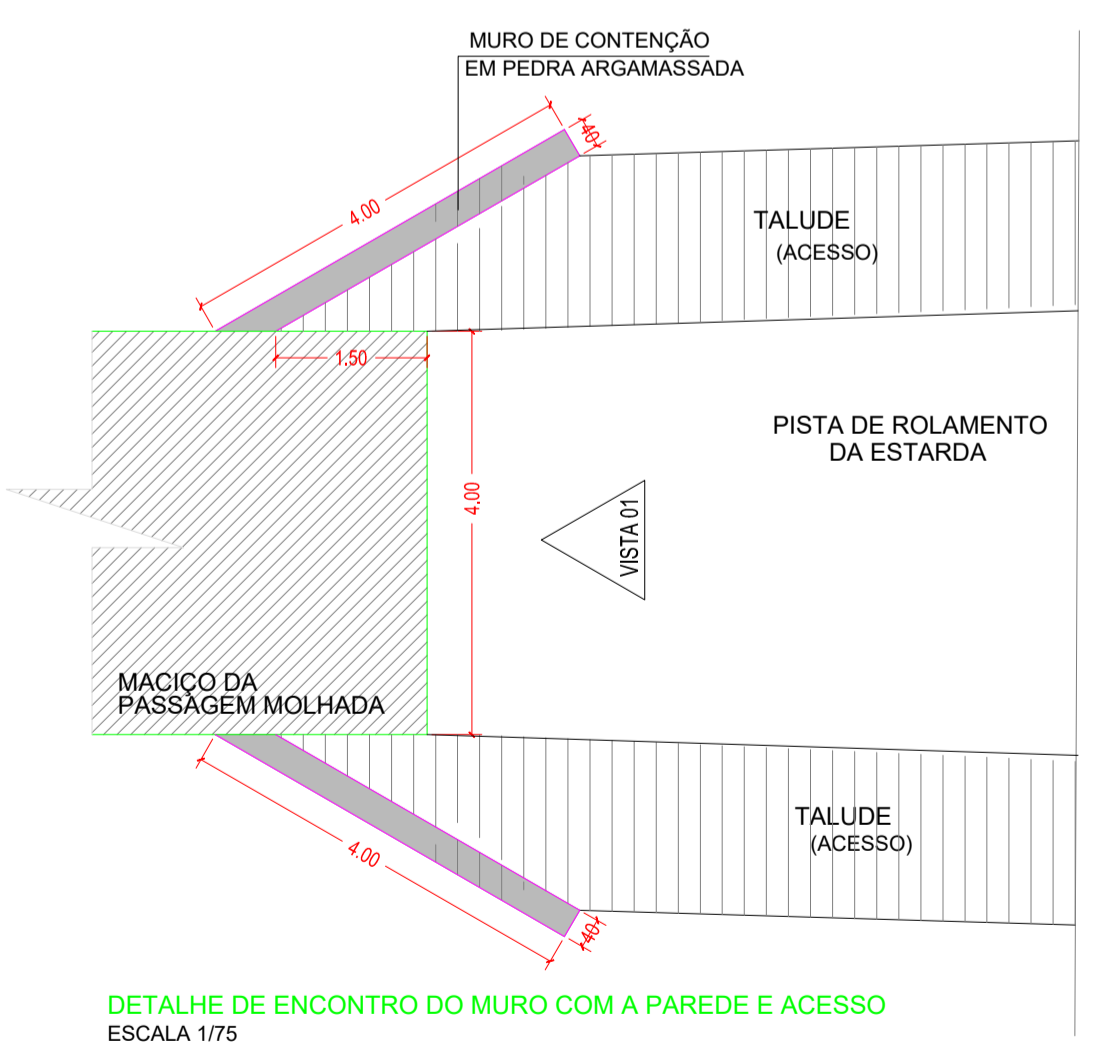 MURO DE CONTENÇÃO
EM PEDRA ARGAMASSADA
40
4.00
TALUDE
(ACESSO)
1.50
PISTA DE ROLAMENTO
DA ESTARDA
4.00
VISTA 01
MACIÇO DA
PASSAGEM MOLHADA
TALUDE
(ACESSO)
4.00
40
DETALHE DE ENCONTRO DO MURO COM A PAREDE E ACESSO
ESCALA 1/75